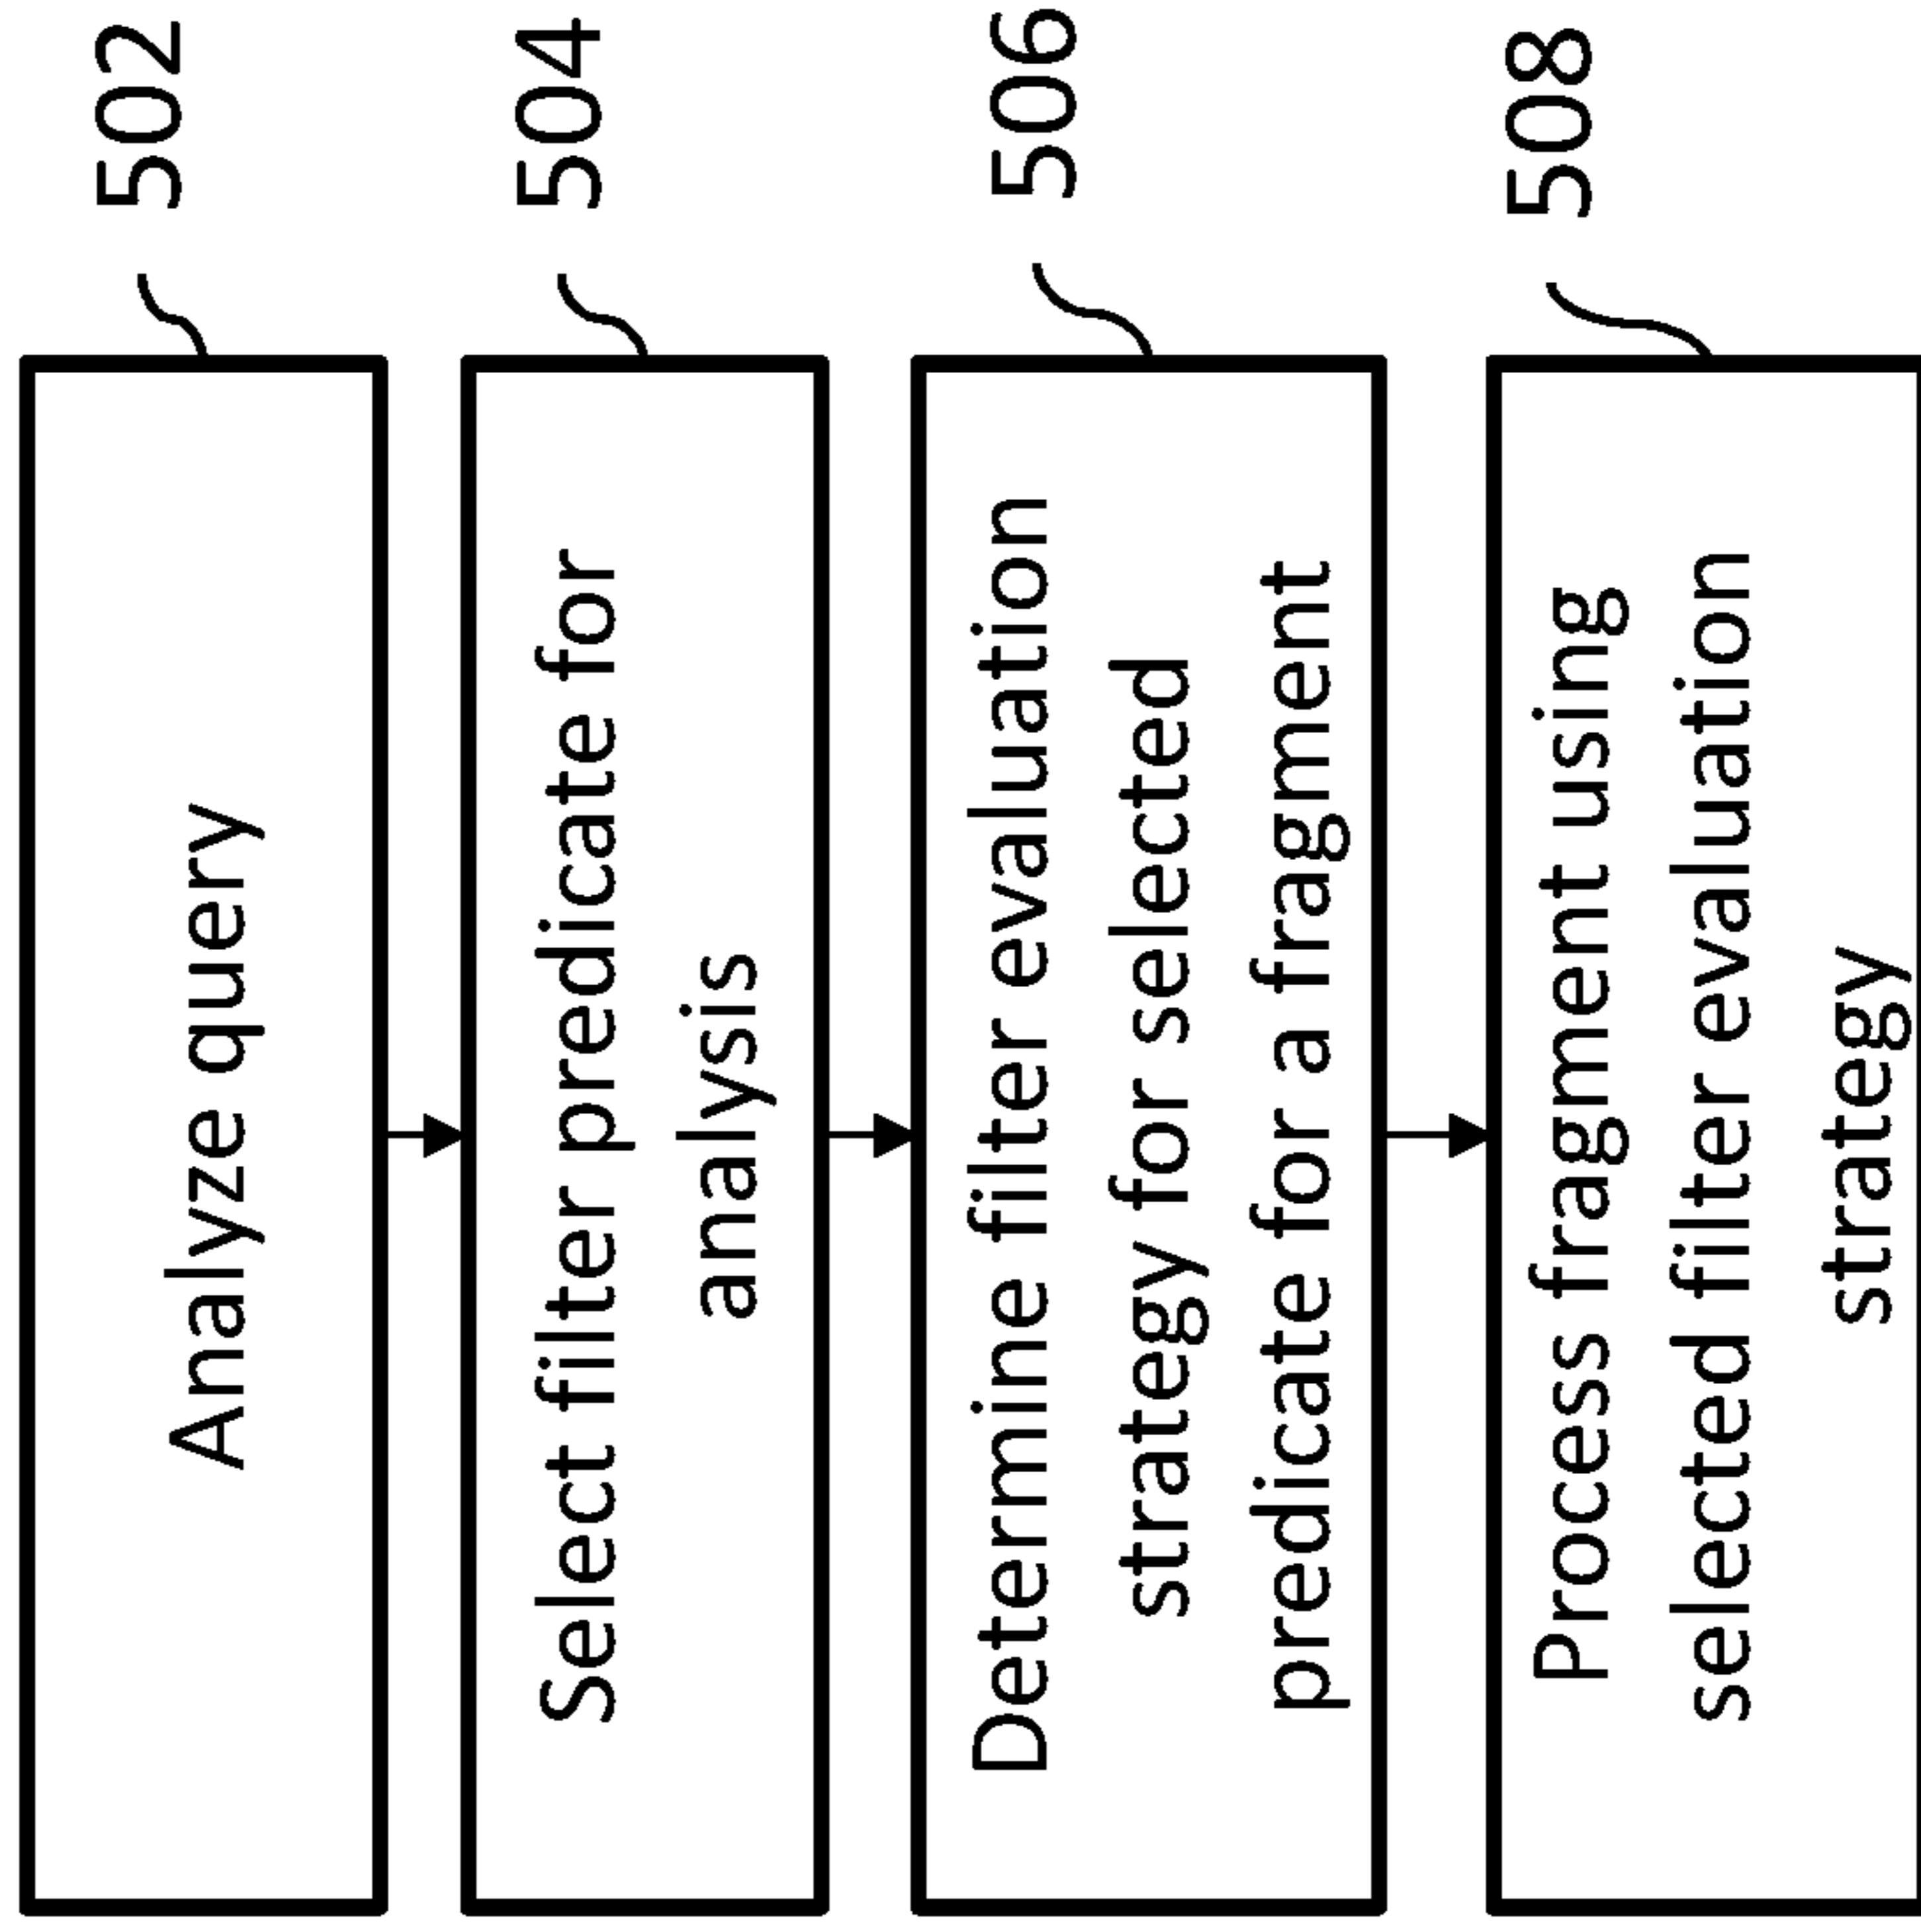 Analyze query
502
Select filter predicate for
analysis
504
Determine filter evaluation
strategy for selected
predicate for a fragment
506
Process fragment using
selected filter evaluation
strategy
508